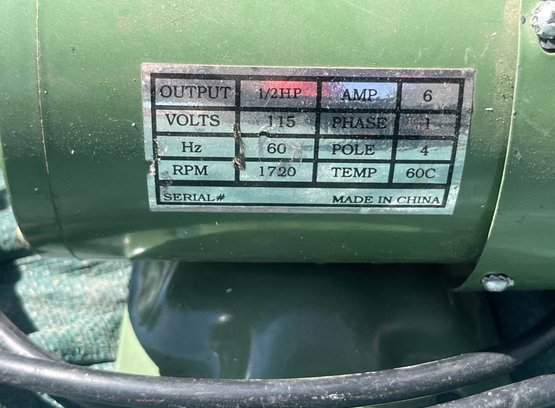 OUTPUT 1/2HP AMP 6
VOLTS 115 PHASE 1
Hz 60 POLE 4
RPM 1720 TEMP 60C
SERIAL# MADE IN CHINA